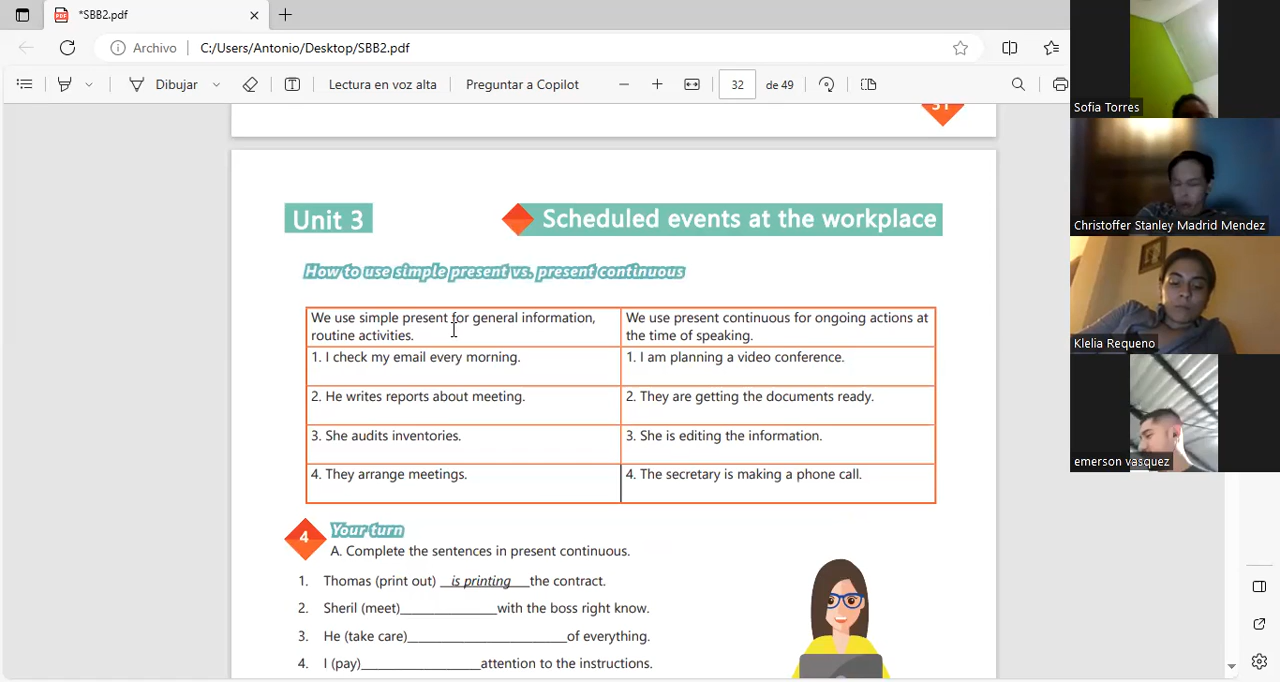 *SBB2.pdf
Archivo
C:/Users/Antonio/Desktop/SBB2.pdf
Dibujar
Lectura en voz alta
Preguntar a Copilot
32
de 49
31
Unit 3
Scheduled events at the workplace
How to use simple present vs. present continuous
We use simple present for general information,
routine activities.
We use present continuous for ongoing actions at
the time of speaking.
1. I check my email every morning.
1. I am planning a video conference.
2. He writes reports about meeting.
2. They are getting the documents ready.
3. She audits inventories.
3. She is editing the information.
4. They arrange meetings.
4. The secretary is making a phone call.
4
Your turn
A. Complete the sentences in present continuous.
1. Thomas (print out) __is printing___the contract.
2. Sheril (meet)______________with the boss right know.
3. He (take care)_______________________of everything.
4. I (pay)_________________attention to the instructions.
Sofia Torres
Christoffer Stanley Madrid Mendez
Klelia Requeno
emerson vasquez